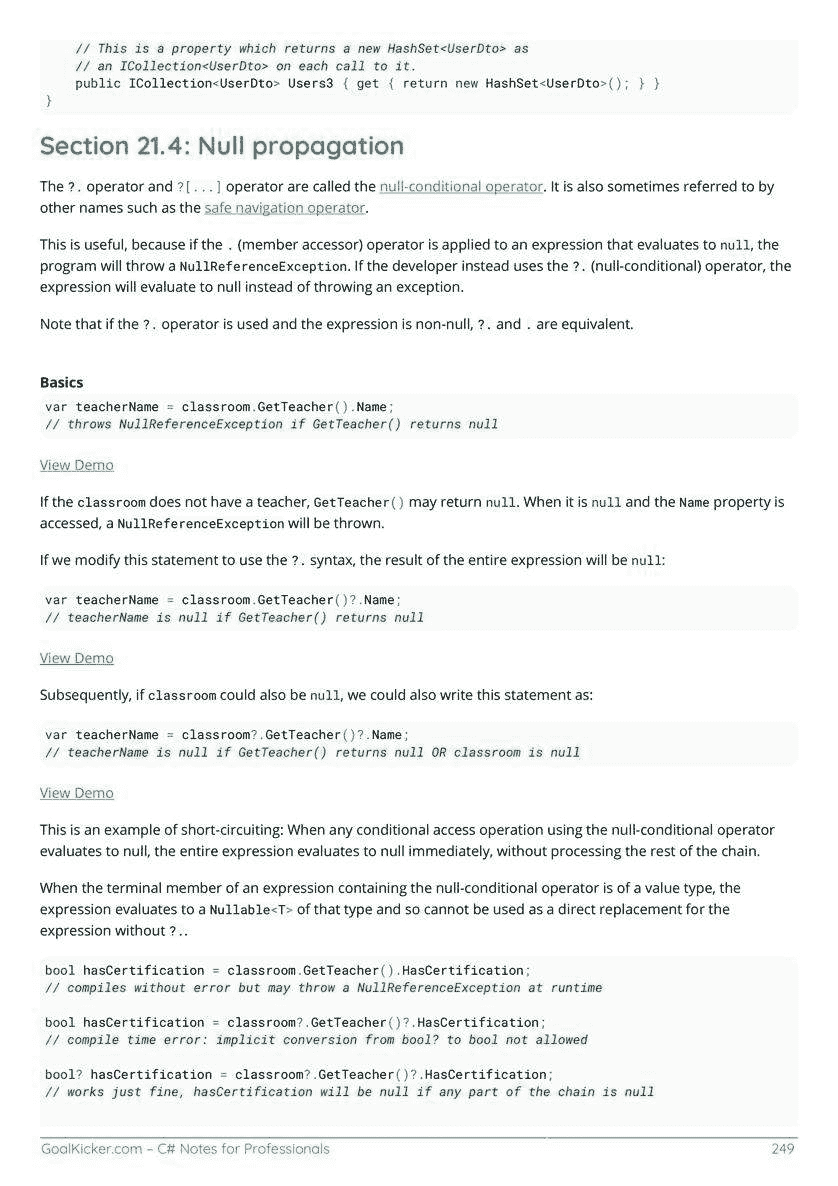 // This is a property which returns a new HashSet<UserDto> as
// an ICollection<UserDto> on each call to it.
public ICollection<UserDto> Users3 { get { return new HashSet<UserDto>(); } }
}
Section 21.4: Null propagation
The ?. operator and ?[...] operator are called the null-conditional operator. It is also sometimes referred to by
other names such as the safe navigation operator.
This is useful, because if the . (member accessor) operator is applied to an expression that evaluates to null, the
program will throw a NullReferenceException. If the developer instead uses the ?. (null-conditional) operator, the
expression will evaluate to null instead of throwing an exception.
Note that if the ?. operator is used and the expression is non-null, ?. and . are equivalent.
Basics
var teacherName = classroom.GetTeacher().Name;
// throws NullReferenceException if GetTeacher() returns null
View Demo
If the classroom does not have a teacher, GetTeacher() may return null. When it is null and the Name property is
accessed, a NullReferenceException will be thrown.
If we modify this statement to use the ?. syntax, the result of the entire expression will be null:
var teacherName = classroom.GetTeacher()?.Name;
// teacherName is null if GetTeacher() returns null
View Demo
Subsequently, if classroom could also be null, we could also write this statement as:
var teacherName = classroom?.GetTeacher()?.Name;
// teacherName is null if GetTeacher() returns null OR classroom is null
View Demo
This is an example of short-circuiting: When any conditional access operation using the null-conditional operator
evaluates to null, the entire expression evaluates to null immediately, without processing the rest of the chain.
When the terminal member of an expression containing the null-conditional operator is of a value type, the
expression evaluates to a Nullable<T> of that type and so cannot be used as a direct replacement for the
expression without ?..
bool hasCertification = classroom.GetTeacher().HasCertification;
// compiles without error but may throw a NullReferenceException at runtime
bool hasCertification = classroom?.GetTeacher()?.HasCertification;
// compile time error: implicit conversion from bool? to bool not allowed
bool? hasCertification = classroom?.GetTeacher()?.HasCertification;
// works just fine, hasCertification will be null if any part of the chain is null
GoalKicker.com – C# Notes for Professionals
249